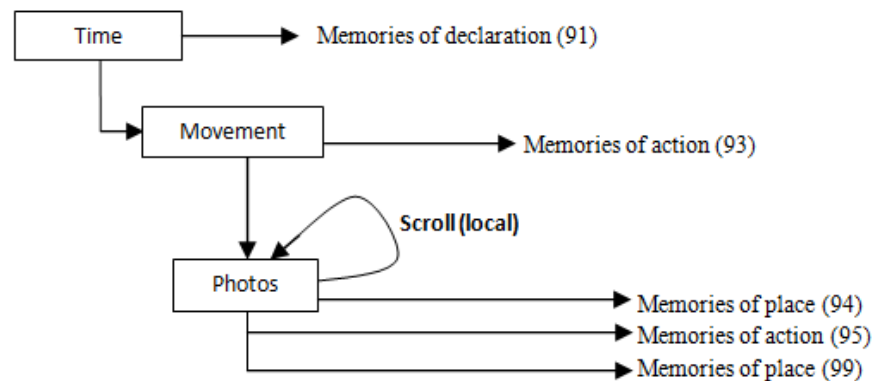 Time
Memories of declaration (91)
Movement
Memories of action (93)
Scroll (local)
Photos
Memories of place (94)
Memories of action (95)
Memories of place (99)